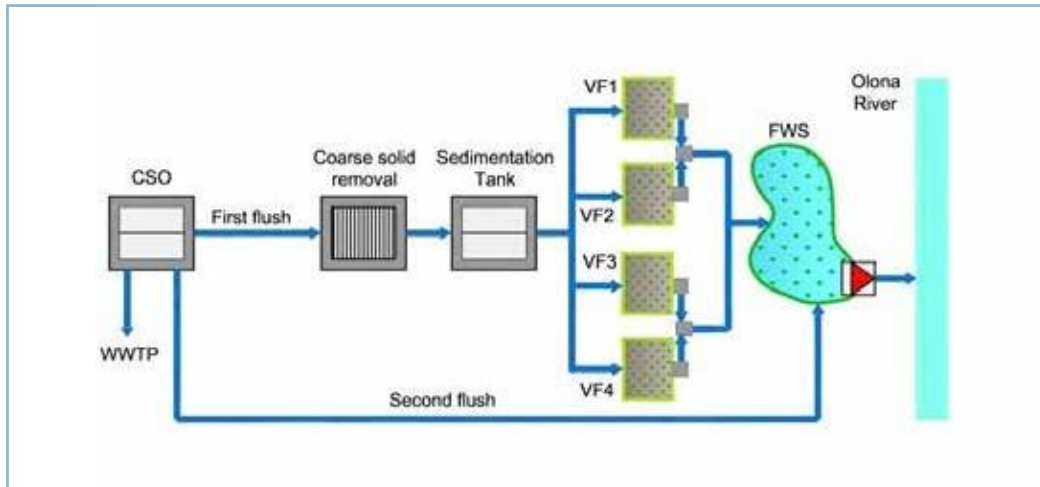 Olona
River
VF1
FWS
Coarse solid
removal
Sedimentation
Tank
CSO
First flush
VF2
VF3
WWTP
VF4
Second flush